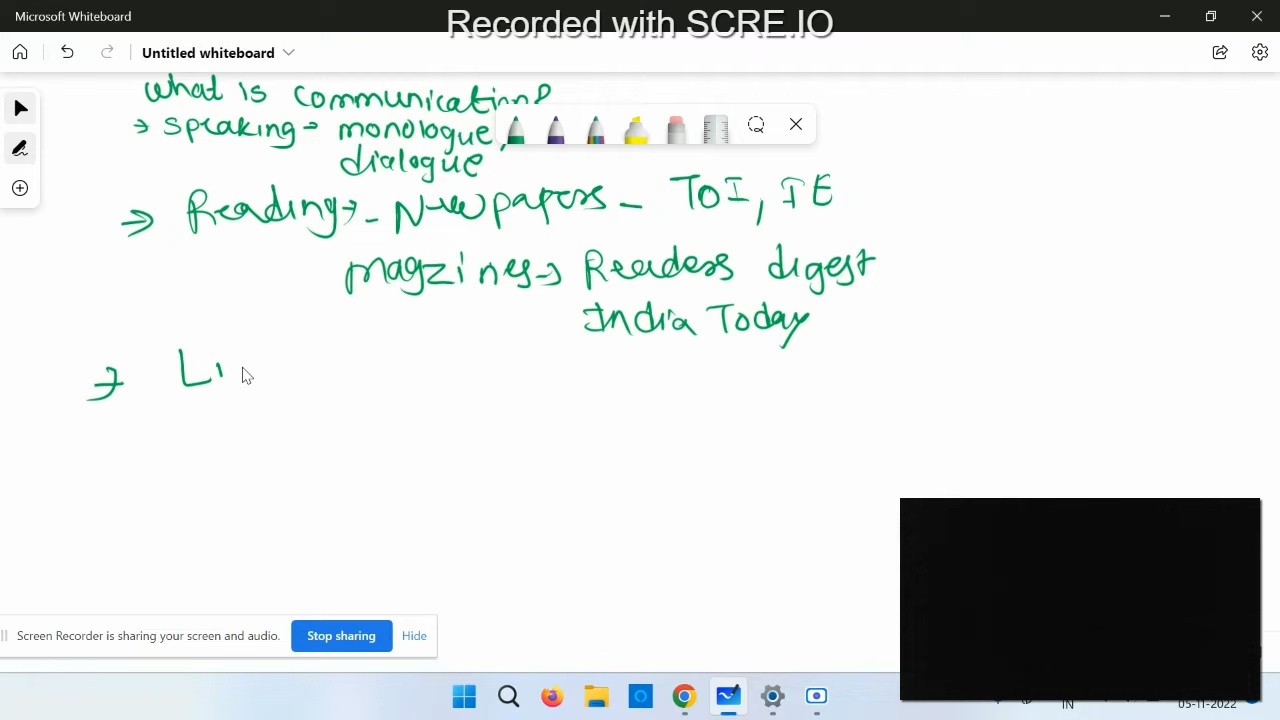 Microsoft Whiteboard
Recorded with SCRE.IO
Untitled whiteboard
what is communication?
→ speaking → monologue,
dialogue
⇒ Reading → - Newpapers - TOI, IE
magzines → Readers digest
India Today
→ Li
Screen Recorder is sharing your screen and audio. Stop sharing Hide
IN 05-11-2022